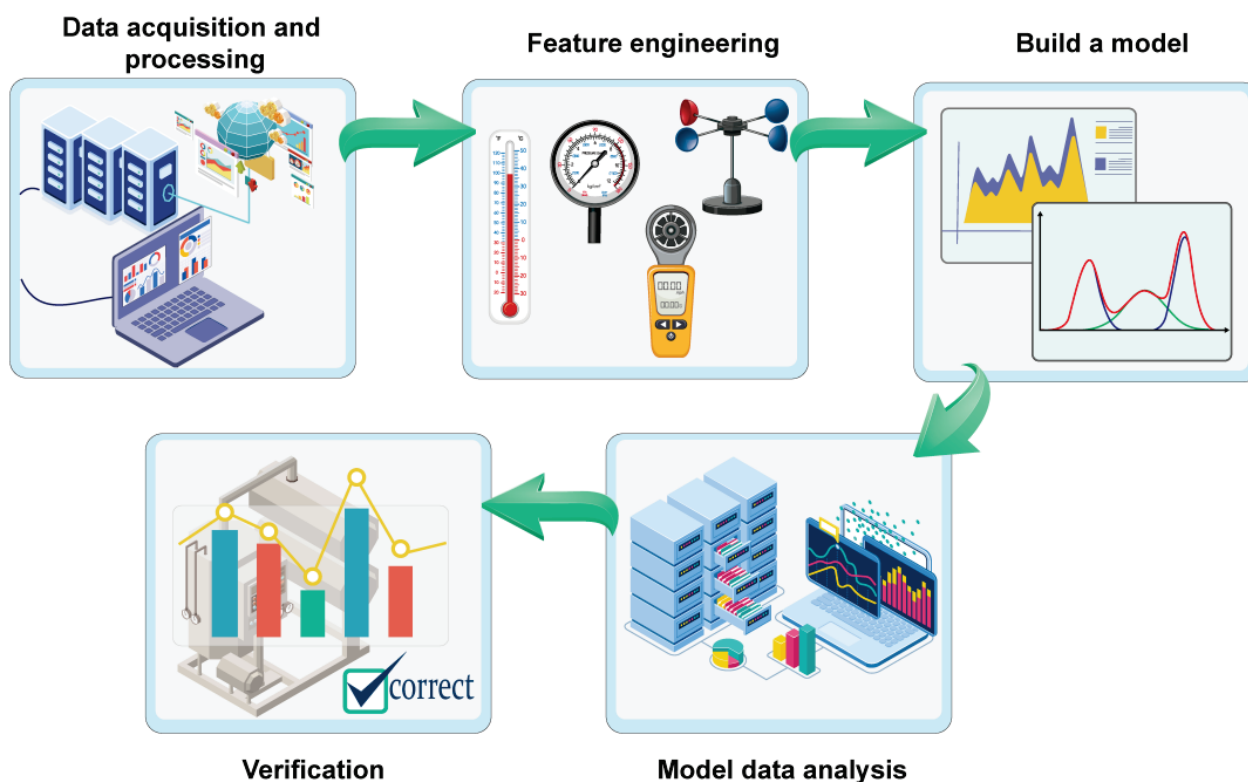 Data acquisition and
processing
Feature engineering
Build a model
correct
Verification
Model data analysis